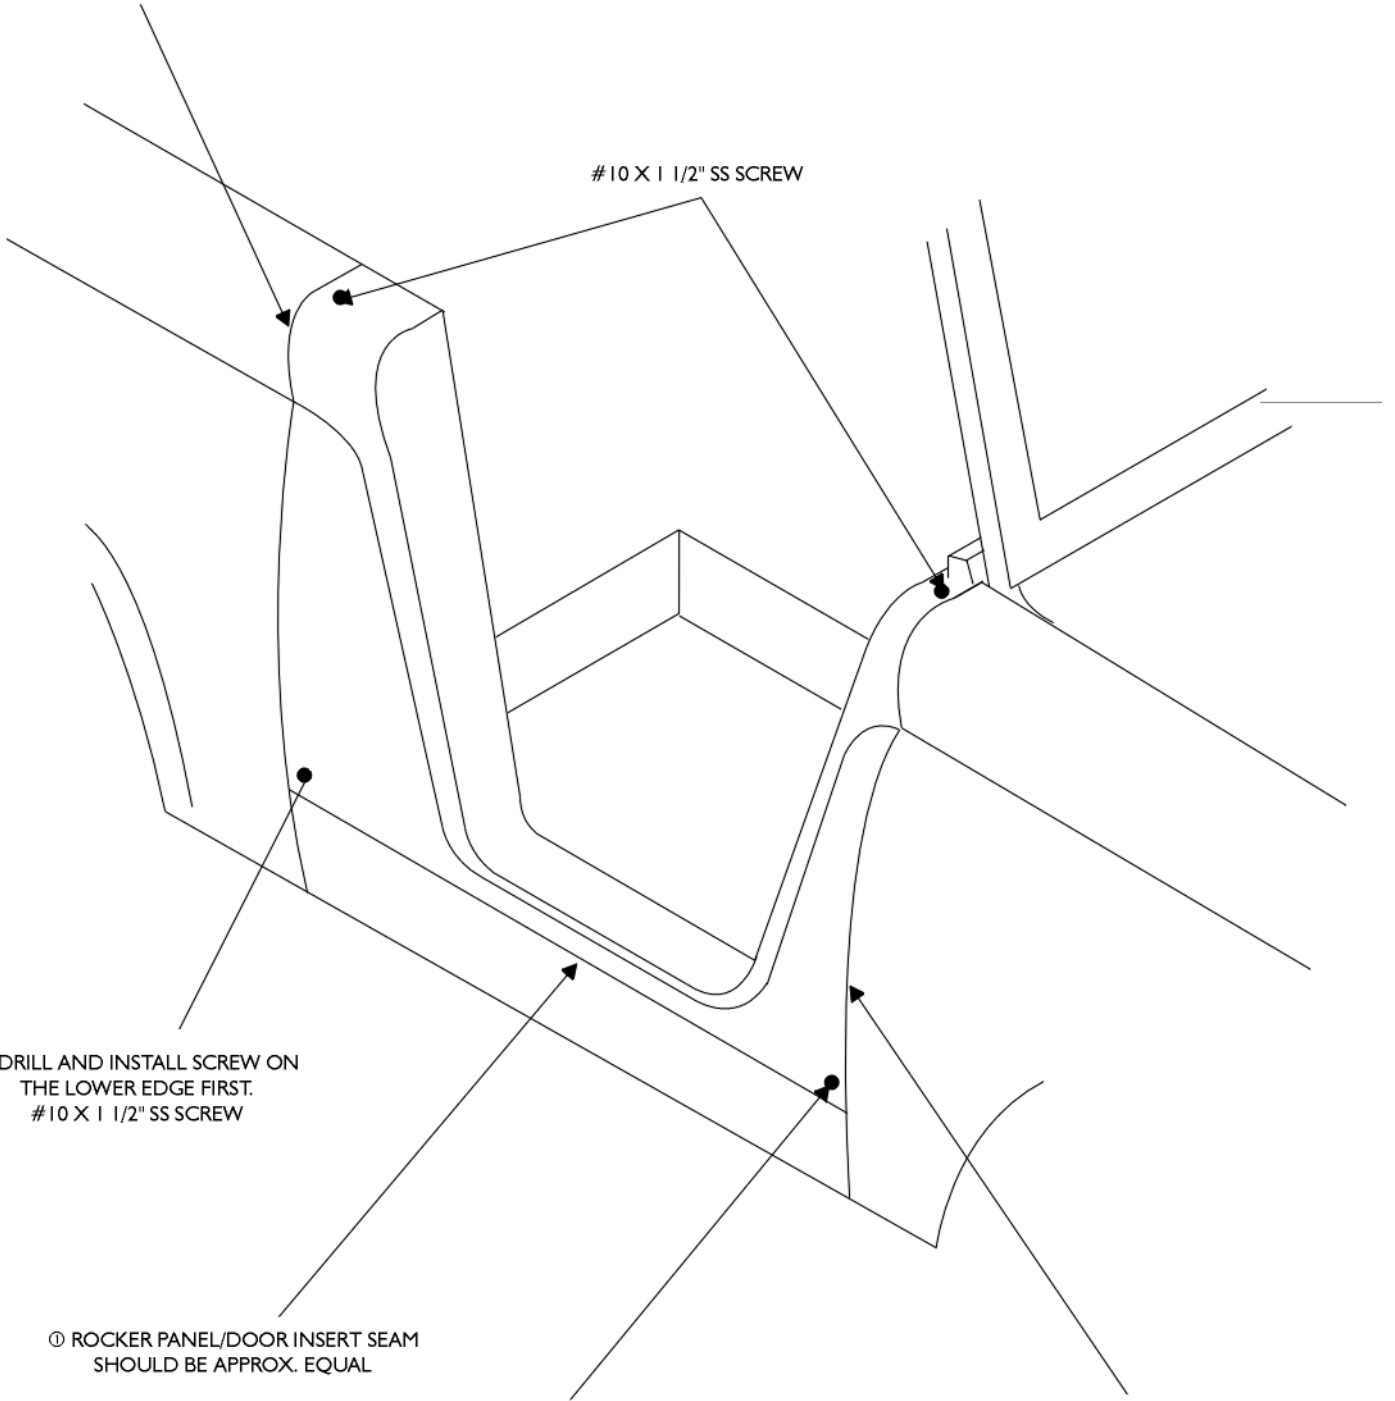 #10 X 1 1/2" SS SCREW
DRILL AND INSTALL SCREW ON
THE LOWER EDGE FIRST.
#10 X 1 1/2" SS SCREW
① ROCKER PANEL/DOOR INSERT SEAM
SHOULD BE APPROX. EQUAL